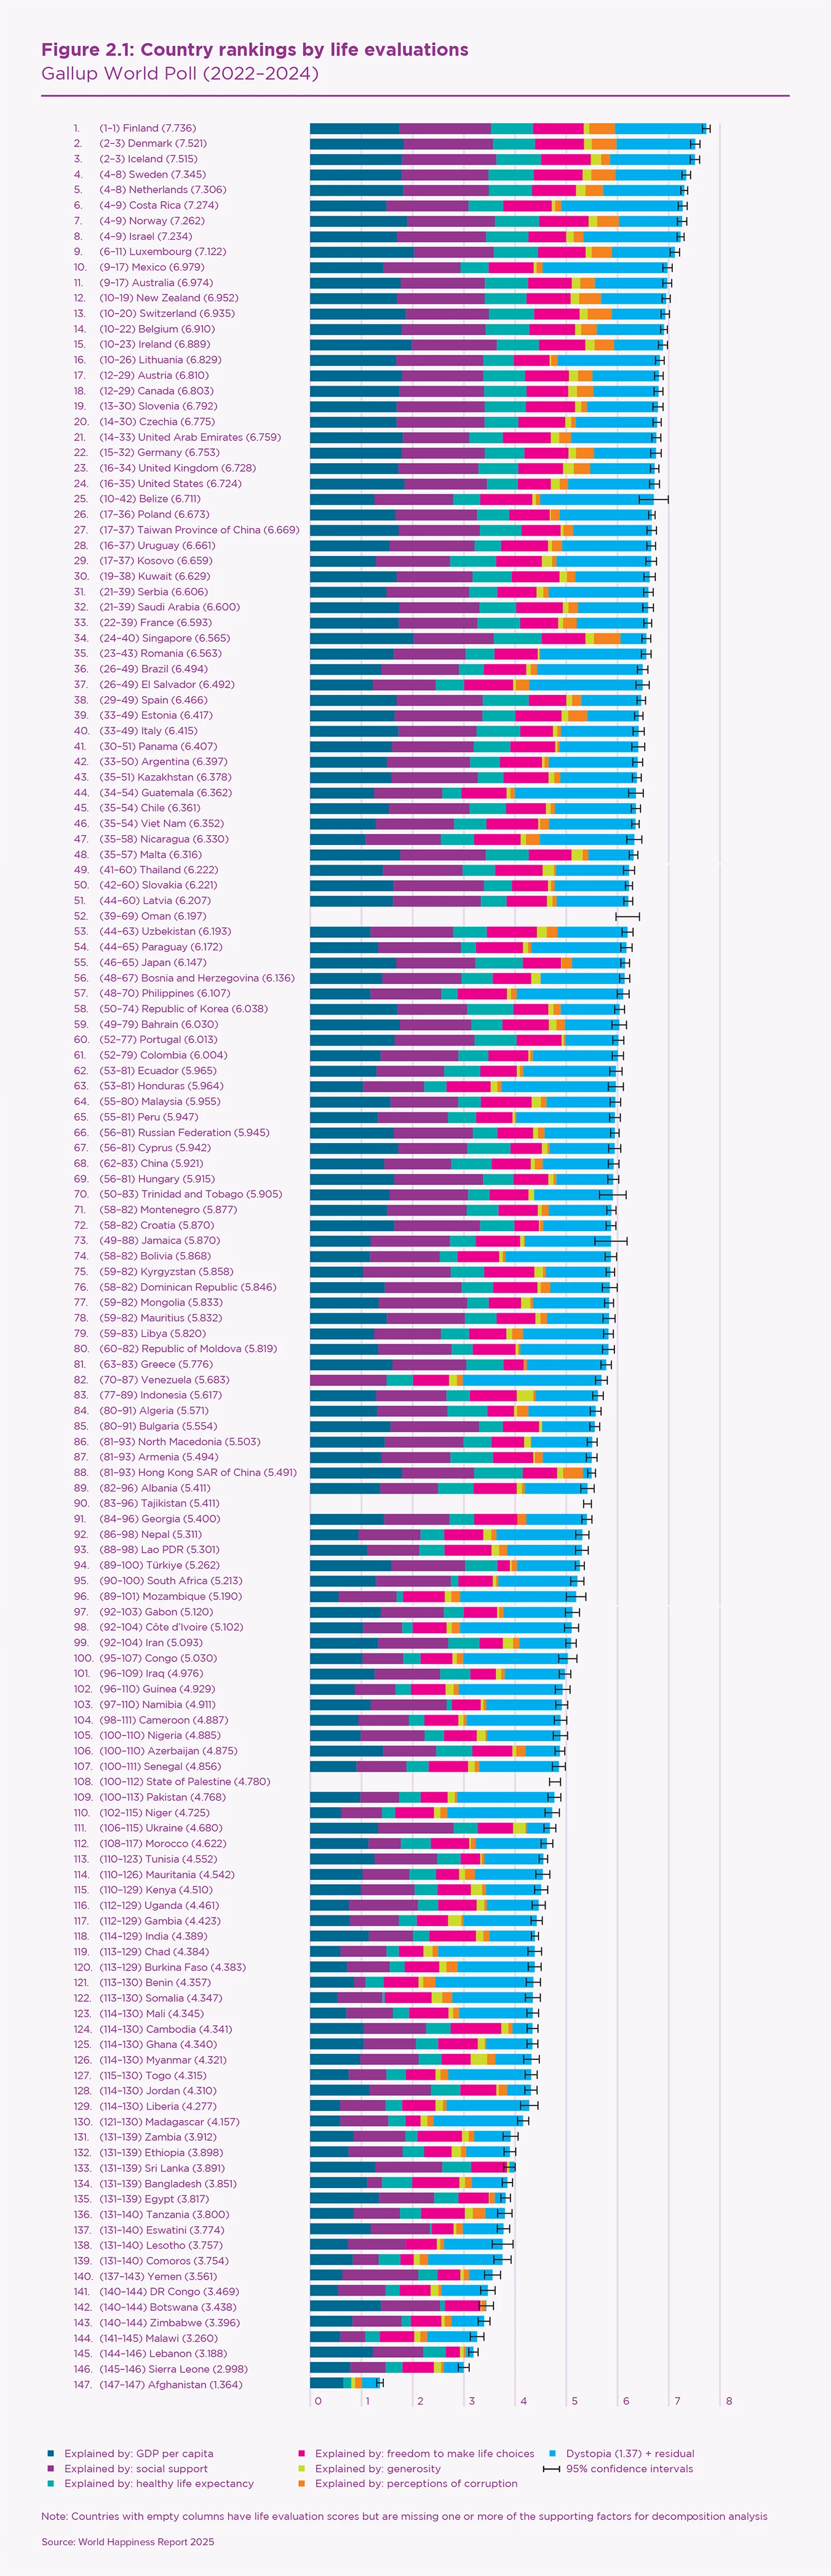 Figure 2.1: Country rankings by life evaluations
Gallup World Poll (2022–2024)
1. (1–1) Finland (7.736)
2. (2–3) Denmark (7.521)
3. (2–3) Iceland (7.515)
4. (4–8) Sweden (7.345)
5. (4–8) Netherlands (7.306)
6. (4–9) Costa Rica (7.274)
7. (4–9) Norway (7.262)
8. (4–9) Israel (7.234)
9. (6–11) Luxembourg (7.122)
10. (9–17) Mexico (6.979)
11. (9–17) Australia (6.974)
12. (10–19) New Zealand (6.952)
13. (10–20) Switzerland (6.935)
14. (10–22) Belgium (6.910)
15. (10–23) Ireland (6.889)
16. (10–26) Lithuania (6.829)
17. (12–29) Austria (6.810)
18. (12–29) Canada (6.803)
19. (13–30) Slovenia (6.792)
20. (14–30) Czechia (6.775)
21. (14–33) United Arab Emirates (6.759)
22. (15–32) Germany (6.753)
23. (16–34) United Kingdom (6.728)
24. (16–35) United States (6.724)
25. (10–42) Belize (6.711)
26. (17–36) Poland (6.673)
27. (17–37) Taiwan Province of China (6.669)
28. (16–37) Uruguay (6.661)
29. (17–37) Kosovo (6.659)
30. (19–38) Kuwait (6.629)
31. (21–39) Serbia (6.606)
32. (21–39) Saudi Arabia (6.600)
33. (22–39) France (6.593)
34. (24–40) Singapore (6.565)
35. (23–43) Romania (6.563)
36. (26–49) Brazil (6.494)
37. (26–49) El Salvador (6.492)
38. (29–49) Spain (6.466)
39. (33–49) Estonia (6.417)
40. (33–49) Italy (6.415)
41. (30–51) Panama (6.407)
42. (33–50) Argentina (6.397)
43. (35–51) Kazakhstan (6.378)
44. (34–54) Guatemala (6.362)
45. (35–54) Chile (6.361)
46. (35–54) Viet Nam (6.352)
47. (35–58) Nicaragua (6.330)
48. (35–57) Malta (6.316)
49. (41–60) Thailand (6.222)
50. (42–60) Slovakia (6.221)
51. (44–60) Latvia (6.207)
52. (39–69) Oman (6.197)
53. (44–63) Uzbekistan (6.193)
54. (44–65) Paraguay (6.172)
55. (46–65) Japan (6.147)
56. (48–67) Bosnia and Herzegovina (6.136)
57. (48–70) Philippines (6.107)
58. (50–74) Republic of Korea (6.038)
59. (49–79) Bahrain (6.030)
60. (52–77) Portugal (6.013)
61. (52–79) Colombia (6.004)
62. (53–81) Ecuador (5.965)
63. (53–81) Honduras (5.964)
64. (55–80) Malaysia (5.955)
65. (55–81) Peru (5.947)
66. (56–81) Russian Federation (5.945)
67. (56–81) Cyprus (5.942)
68. (62–83) China (5.921)
69. (56–81) Hungary (5.915)
70. (50–83) Trinidad and Tobago (5.905)
71. (58–82) Montenegro (5.877)
72. (58–82) Croatia (5.870)
73. (49–88) Jamaica (5.870)
74. (58–82) Bolivia (5.868)
75. (59–82) Kyrgyzstan (5.858)
76. (58–82) Dominican Republic (5.846)
77. (59–82) Mongolia (5.833)
78. (59–82) Mauritius (5.832)
79. (59–83) Libya (5.820)
80. (60–82) Republic of Moldova (5.819)
81. (63–83) Greece (5.776)
82. (70–87) Venezuela (5.683)
83. (77–89) Indonesia (5.617)
84. (80–91) Algeria (5.571)
85. (80–91) Bulgaria (5.554)
86. (81–93) North Macedonia (5.503)
87. (81–93) Armenia (5.494)
88. (81–93) Hong Kong SAR of China (5.491)
89. (82–96) Albania (5.411)
90. (83–96) Tajikistan (5.411)
91. (84–96) Georgia (5.400)
92. (86–98) Nepal (5.311)
93. (88–98) Lao PDR (5.301)
94. (89–100) Türkiye (5.262)
95. (90–100) South Africa (5.213)
96. (89–101) Mozambique (5.190)
97. (92–103) Gabon (5.120)
98. (92–104) Côte d’Ivoire (5.102)
99. (92–104) Iran (5.093)
100. (95–107) Congo (5.030)
101. (96–109) Iraq (4.976)
102. (96–110) Guinea (4.929)
103. (97–110) Namibia (4.911)
104. (98–111) Cameroon (4.887)
105. (100–110) Nigeria (4.885)
106. (100–110) Azerbaijan (4.875)
107. (100–111) Senegal (4.856)
108. (100–112) State of Palestine (4.780)
109. (100–113) Pakistan (4.768)
110. (102–115) Niger (4.725)
111. (106–115) Ukraine (4.680)
112. (108–117) Morocco (4.622)
113. (110–123) Tunisia (4.552)
114. (110–126) Mauritania (4.542)
115. (110–129) Kenya (4.510)
116. (112–129) Uganda (4.461)
117. (112–129) Gambia (4.423)
118. (114–129) India (4.389)
119. (113–129) Chad (4.384)
120. (113–129) Burkina Faso (4.383)
121. (113–130) Benin (4.357)
122. (113–130) Somalia (4.347)
123. (114–130) Mali (4.345)
124. (114–130) Cambodia (4.341)
125. (114–130) Ghana (4.340)
126. (114–130) Myanmar (4.321)
127. (115–130) Togo (4.315)
128. (114–130) Jordan (4.310)
129. (114–130) Liberia (4.277)
130. (121–130) Madagascar (4.157)
131. (131–139) Zambia (3.912)
132. (131–139) Ethiopia (3.898)
133. (131–139) Sri Lanka (3.891)
134. (131–139) Bangladesh (3.851)
135. (131–139) Egypt (3.817)
136. (131–140) Tanzania (3.800)
137. (131–140) Eswatini (3.774)
138. (131–140) Lesotho (3.757)
139. (131–140) Comoros (3.754)
140. (137–143) Yemen (3.561)
141. (140–144) DR Congo (3.469)
142. (140–144) Botswana (3.438)
143. (140–144) Zimbabwe (3.396)
144. (141–145) Malawi (3.260)
145. (144–146) Lebanon (3.188)
146. (145–146) Sierra Leone (2.998)
147. (147–147) Afghanistan (1.364)
0 1 2 3 4 5 6 7 8
Explained by: GDP per capita
Explained by: social support
Explained by: healthy life expectancy
Explained by: freedom to make life choices
Explained by: generosity
Explained by: perceptions of corruption
Dystopia (1.37) + residual
95% confidence intervals
Note: Countries with empty columns have life evaluation scores but are missing one or more of the supporting factors for decomposition analysis
Source: World Happiness Report 2025